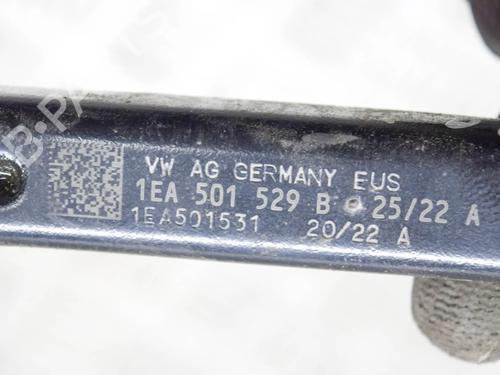 VW AG GERMANY EUS
1EA 501 529 B 25/22 A
1EA501531 20/22 A